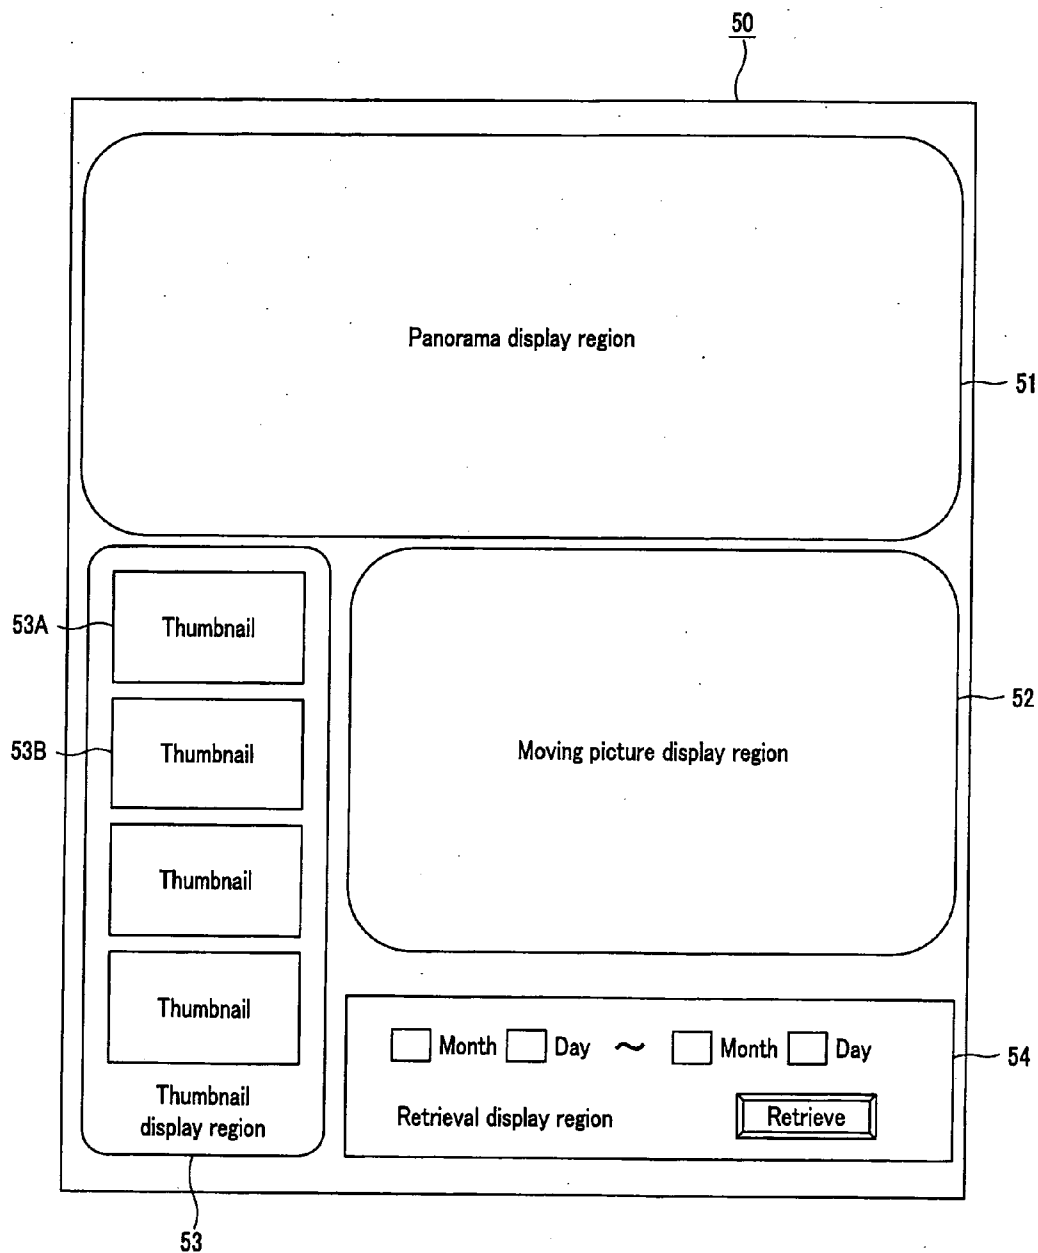 50
Panorama display region
51
53A
Thumbnail
53B
Thumbnail
Thumbnail
Thumbnail
Thumbnail
display region
53
Moving picture display region
52
Month Day ~ Month Day
54
Retrieval display region
Retrieve